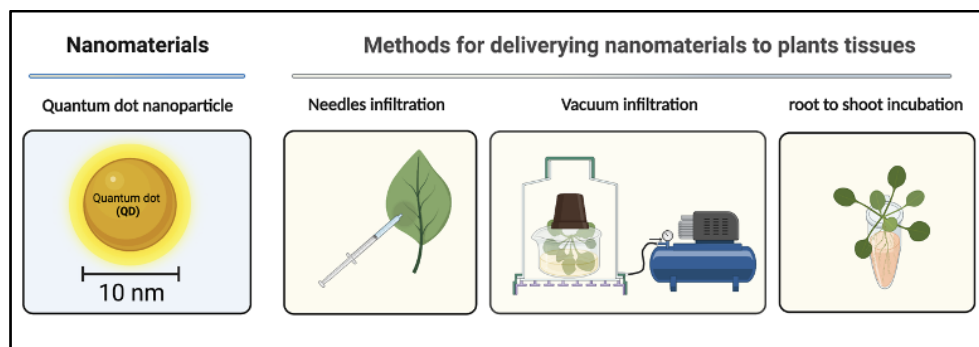 Nanomaterials
Methods for deliverying nanomaterials to plants tissues
Quantum dot nanoparticle
Needles infiltration
Vacuum infiltration
root to shoot incubation
Quantum dot
(QD)
10 nm